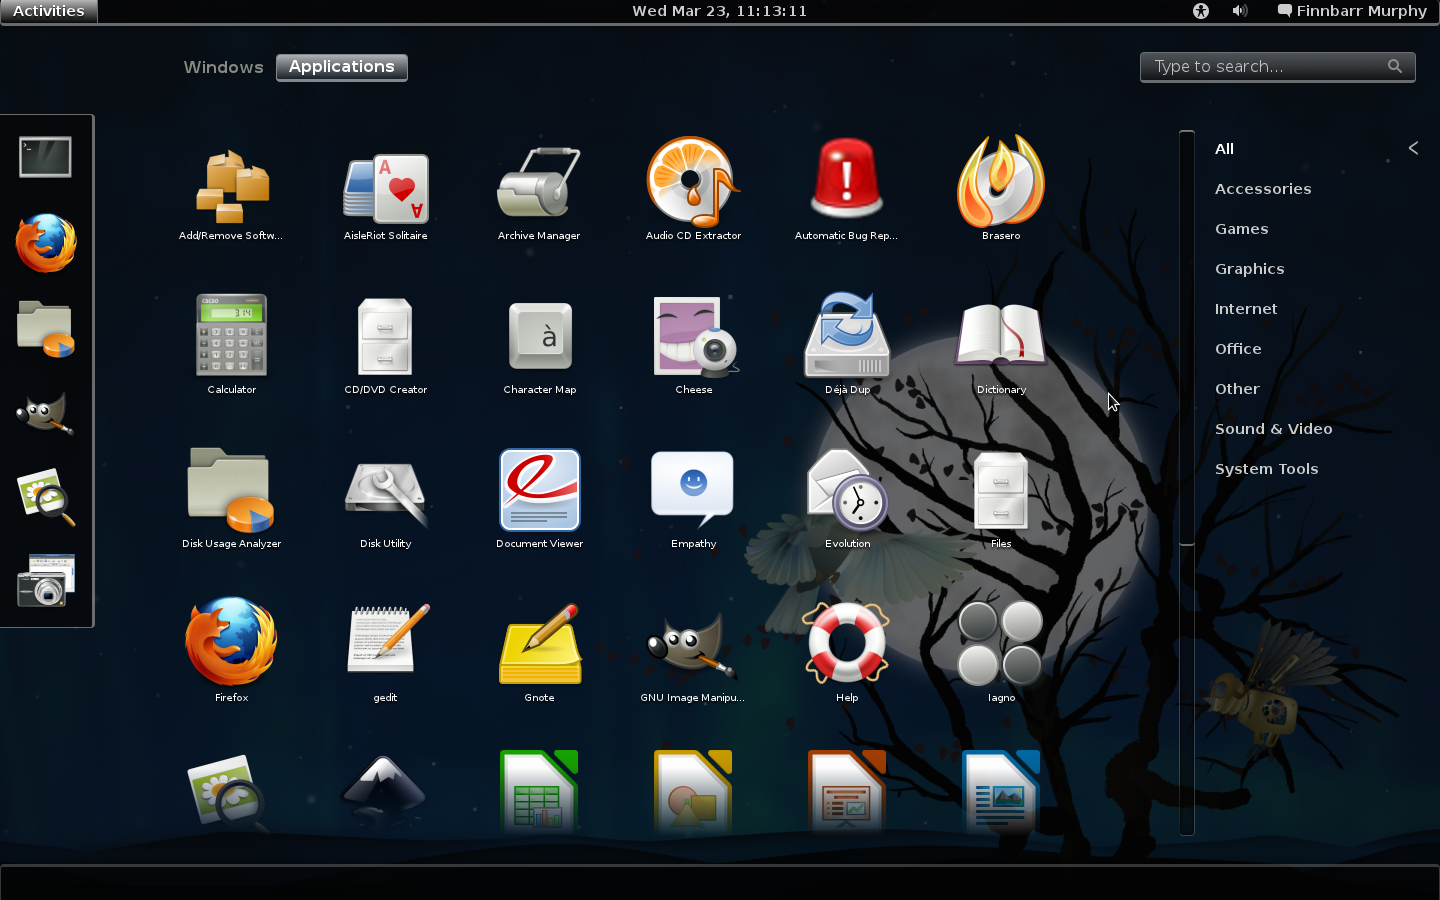 Activities
Wed Mar 23, 11:13:11
Finnbarr Murphy
Windows
Applications
Type to search...
Add/Remove Softw...
AisleRiot Solitaire
Archive Manager
Audio CD Extractor
Automatic Bug Rep...
Brasero
Calculator
CD/DVD Creator
Character Map
Cheese
Déjà Dup
Dictionary
Disk Usage Analyzer
Disk Utility
Document Viewer
Empathy
Evolution
Files
Firefox
gedit
Gnote
GNU Image Manipu...
Help
Iagno
All
<
Accessories
Games
Graphics
Internet
Office
Other
Sound & Video
System Tools
A
A
314
à